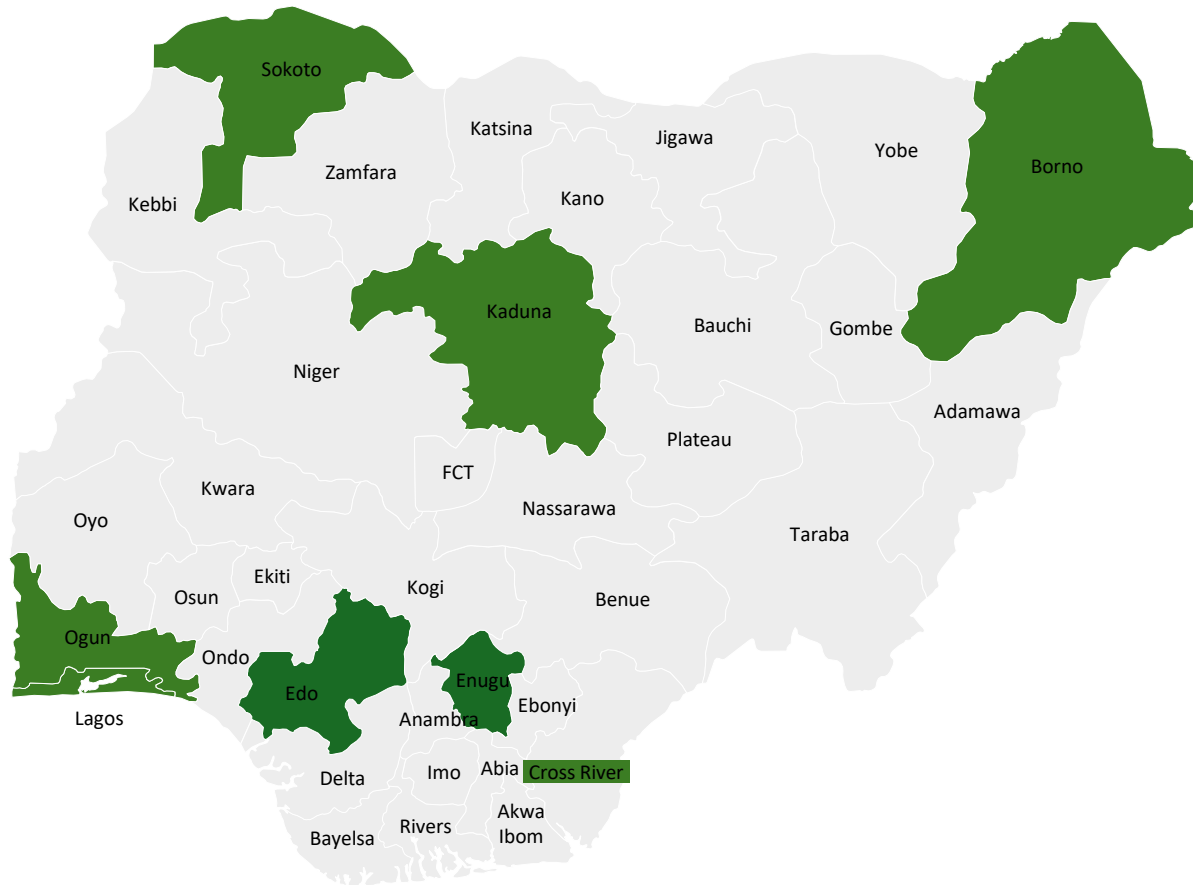 Sokoto
Katsina
Jigawa
Yobe
Borno
Zamfara
Kano
Kebbi
Kaduna
Bauchi
Gombe
Niger
Adamawa
Plateau
FCT
Kwara
Nassarawa
Oyo
Taraba
Ekiti
Kogi
Osun
Benue
Ogun
Ondo
Enugu
Edo
Ebonyi
Lagos
Anambra
Delta
Imo
Abia
Cross River
Rivers
Akwa
Ibom
Bayelsa